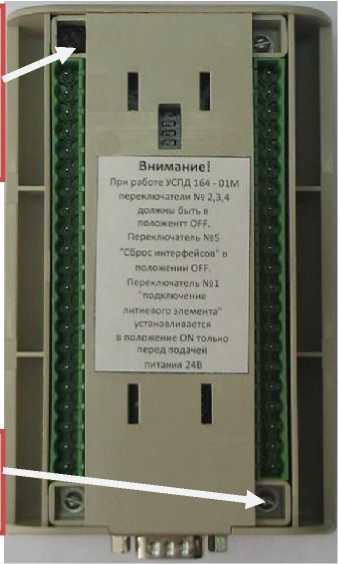 Внимание!
При работе УСПД 164 - 01М
переключатели № 2,3,4
должны быть в
положентт OFF.
Переключатель №5
"Сброс интерфейсов" в
положении OFF.
Переключатель №1
"подключение
литиевого элемента"
устанавливается
в положение ON только
перед подачей
питания 24В